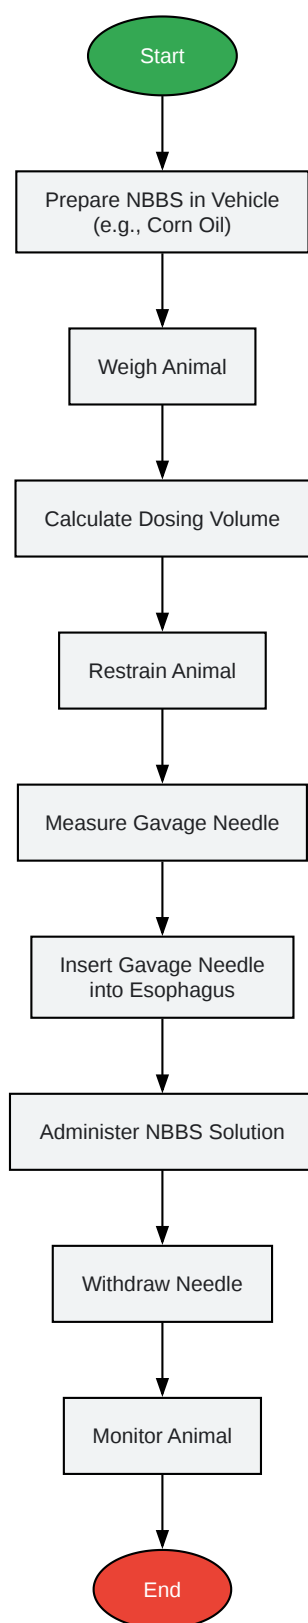 Start
Prepare NBBS in Vehicle
(e.g., Corn Oil)
Weigh Animal
Calculate Dosing Volume
Restrain Animal
Measure Gavage Needle
Insert Gavage Needle
into Esophagus
Administer NBBS Solution
Withdraw Needle
Monitor Animal
End